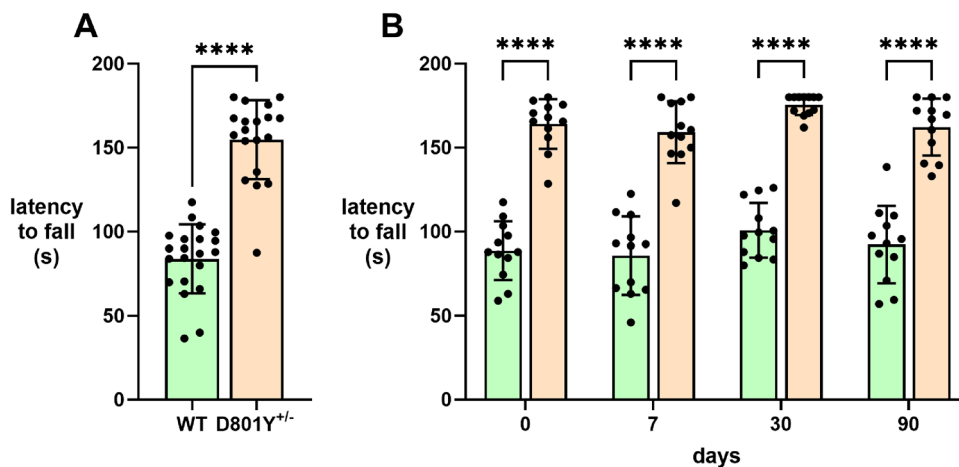 A
B
****
200
150
100
50
0
latency
to fall
(s)
WT D801Y+/-
**** **** **** ****
200
150
100
50
0
latency
to fall
(s)
0 7 30 90
days